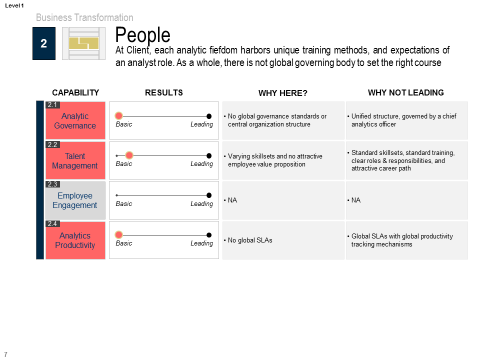 Level 1
Business Transformation
2
People
At Client, each analytic fiefdom harbors unique training methods, and expectations of
an analyst role. As a whole, there is not global governing body to set the right course
CAPABILITY RESULTS WHY HERE? WHY NOT LEADING
2.1
Analytic
Governance
Basic Leading
• No global governance standards or
central organization structure
• Unified structure, governed by a chief
analytics officer
2.2
Talent
Management
Basic Leading
• Varying skillsets and no attractive
employee value proposition
• Standard skillsets, standard training,
clear roles & responsibilities, and
attractive career path
2.3
Employee
Engagement
Basic Leading
• NA
• NA
2.4
Analytics
Productivity
Basic Leading
• No global SLAs
• Global SLAs with global productivity
tracking mechanisms
7